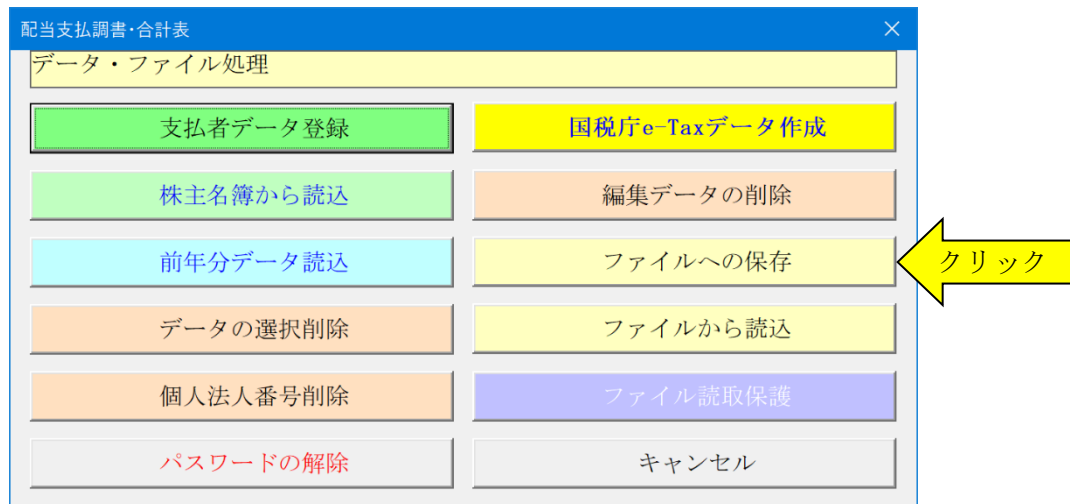 配当支払調書・合計表
データ・ファイル処理
支払者データ登録
国税庁e-Taxデータ作成
株主名簿から読込
編集データの削除
前年分データ読込
ファイルへの保存
クリック
データの選択削除
ファイルから読込
個人法人番号削除
ファイル読取保護
パスワードの解除
キャンセル